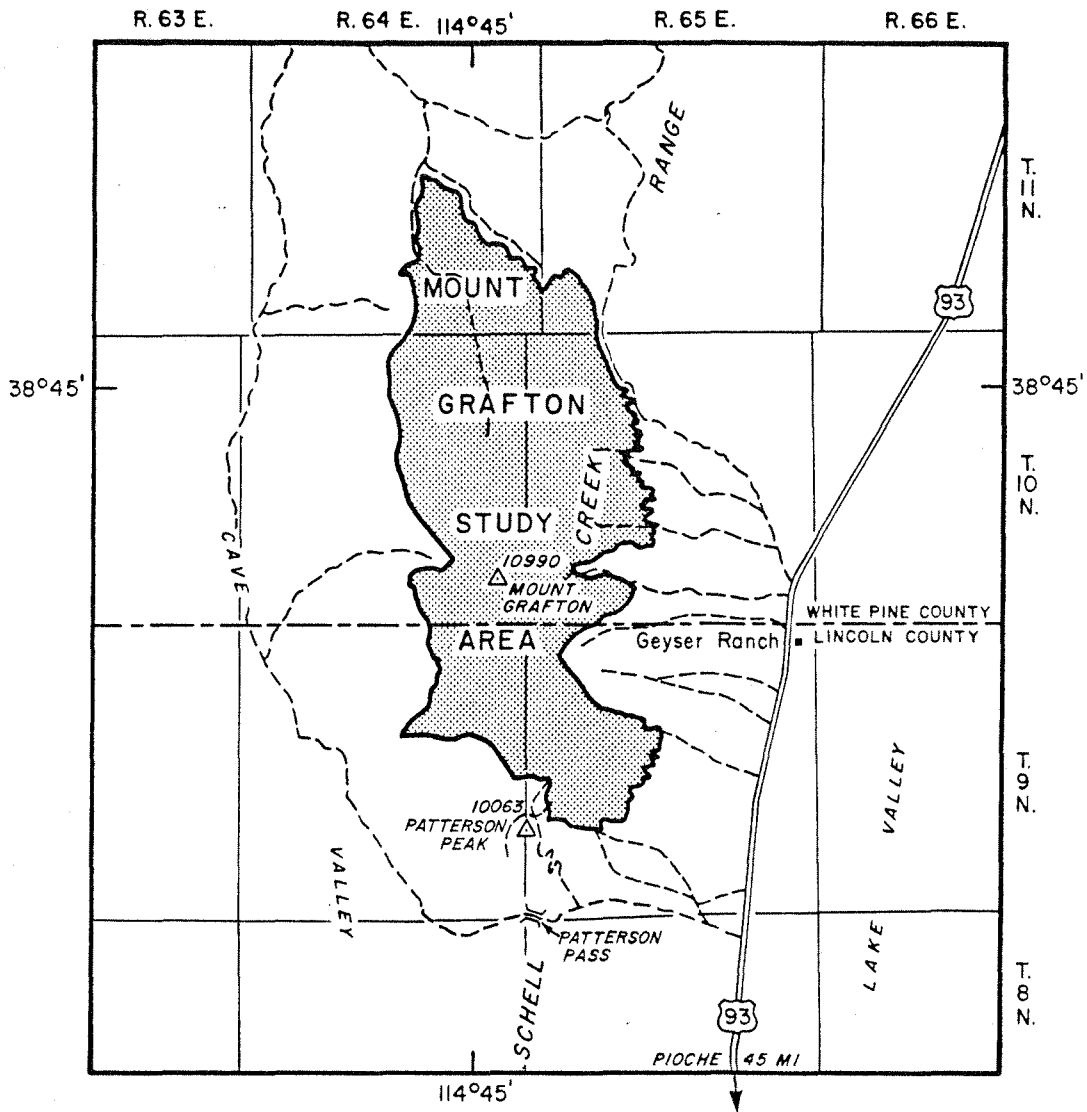 R. 63 E. R. 64 E. 114°45' R. 65 E. R. 66 E.
RANGE
T.
11
N.
MOUNT
93
38°45' 38°45'
GRAFTON
CREEK
T.
10
N.
STUDY
CAVE
10990
MOUNT
GRAFTON
WHITE PINE COUNTY
AREA
Geyser Ranch
LINCOLN COUNTY
VALLEY
T.
9
N.
10063
PATTERSON
PEAK
VALLEY
PATTERSON
PASS
LAKE
SCHELL
T.
8
N.
93
PIOCHE 45 MI
114°45'